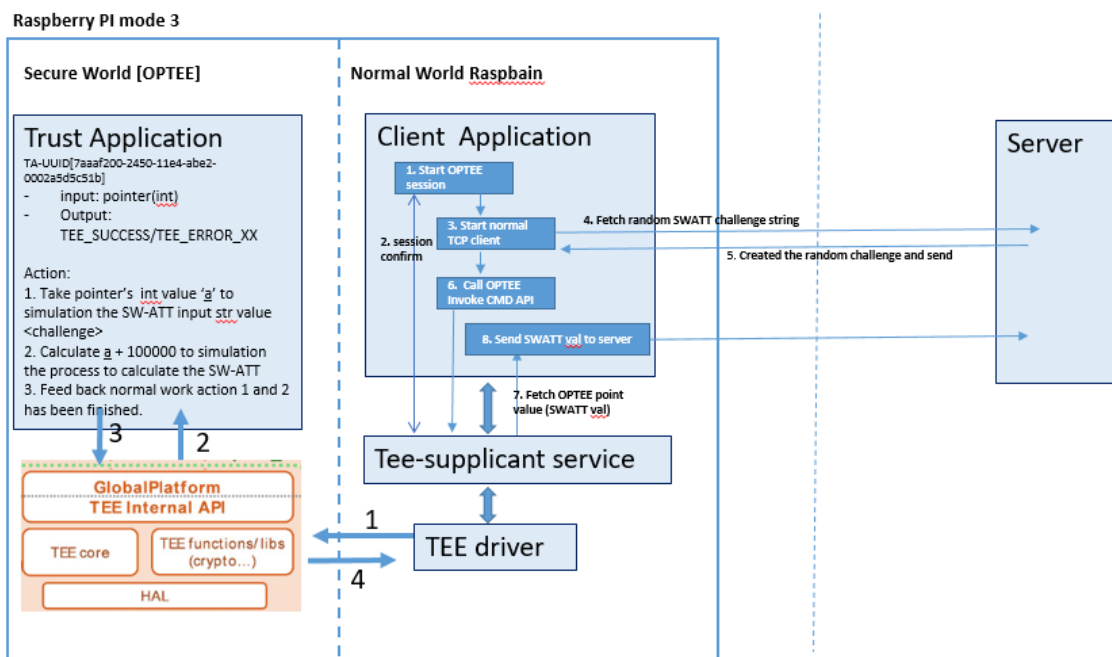 Raspberry PI mode 3
Secure World [OPTEE]
Normal World Raspbain
Trust Application
TA-UUID[7aaaf200-2450-11e4-abe2-
0002a5d5c51b]
- input: pointer(int)
- Output:
TEE_SUCCESS/TEE_ERROR_XX
Action:
1. Take pointer's int value 'a' to
simulation the SW-ATT input str value
<challenge>
2. Calculate a + 100000 to simulation
the process to calculate the SW-ATT
3. Feed back normal work action 1 and 2
has been finished.
3
2
GlobalPlatform
TEE Internal API
TEE core
TEE functions/libs
(crypto...)
HAL
1
4
Client Application
1. Start OPTEE
session
2. session
confirm
3. Start normal
TCP client
4. Fetch random SWATT challenge string
5. Created the random challenge and send
6. Call OPTEE
Invoke CMD API
8. Send SWATT val to server
7. Fetch OPTEE point
value (SWATT val)
Tee-supplicant service
TEE driver
Server